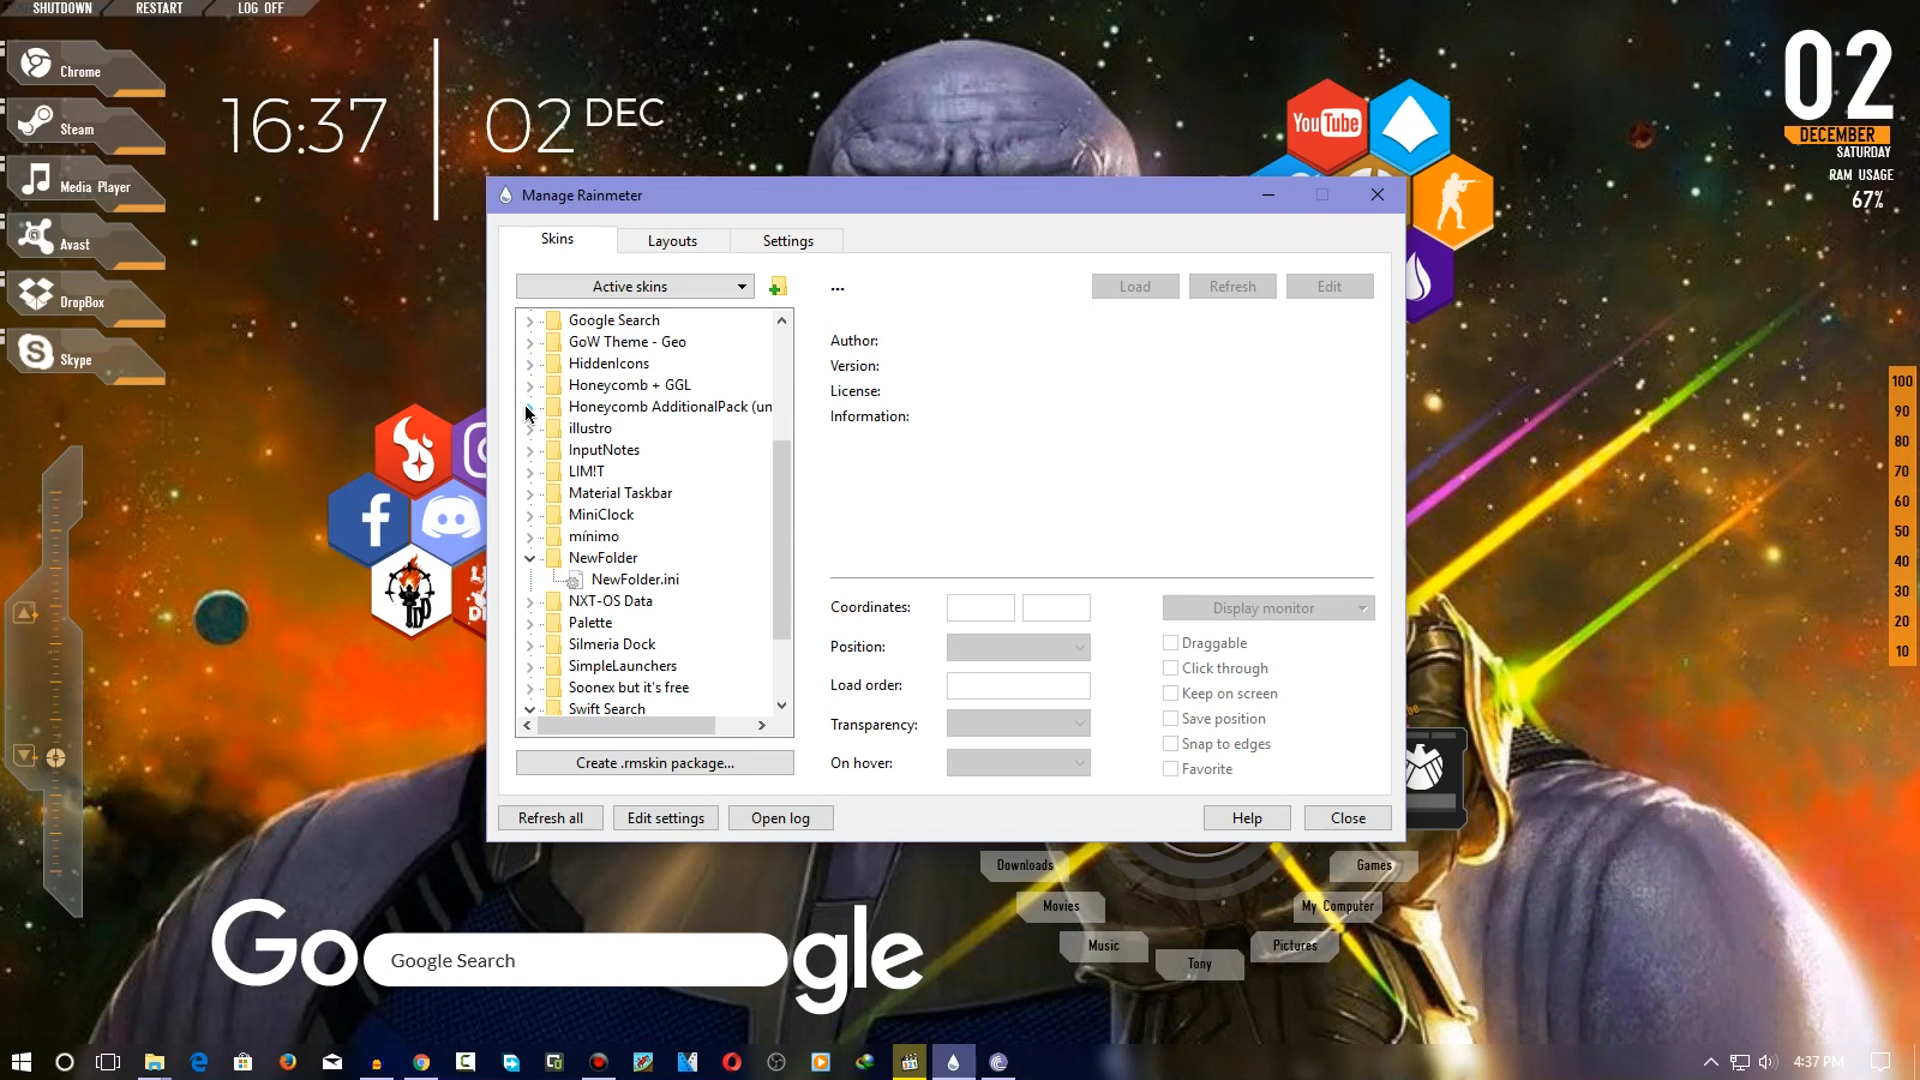 SHUTDOWN
RESTART
LOG OFF
Chrome
Steam
Media Player
Avast
DropBox
Skype
16:37
02 DEC
YouTube
02
DECEMBER
SATURDAY
RAM USAGE
67%
100
90
80
70
60
50
40
30
20
10
Manage Rainmeter
Skins
Layouts
Settings
Active skins
...
Load
Refresh
Edit
Google Search
GoW Theme - Geo
HiddenIcons
Honeycomb + GGL
Honeycomb AdditionalPack (un
illustro
InputNotes
LIM!T
Material Taskbar
MiniClock
mínimo
NewFolder
NewFolder.ini
NXT-OS Data
Palette
Silmeria Dock
SimpleLaunchers
Soonex but it's free
Swift Search
Author:
Version:
License:
Information:
Coordinates:
Display monitor
Position:
Load order:
Transparency:
On hover:
Draggable
Click through
Keep on screen
Save position
Snap to edges
Favorite
Create .rmskin package...
Refresh all
Edit settings
Open log
Help
Close
Downloads
Movies
Music
Tony
Pictures
My Computer
Games
Google
Google Search
4:37 PM